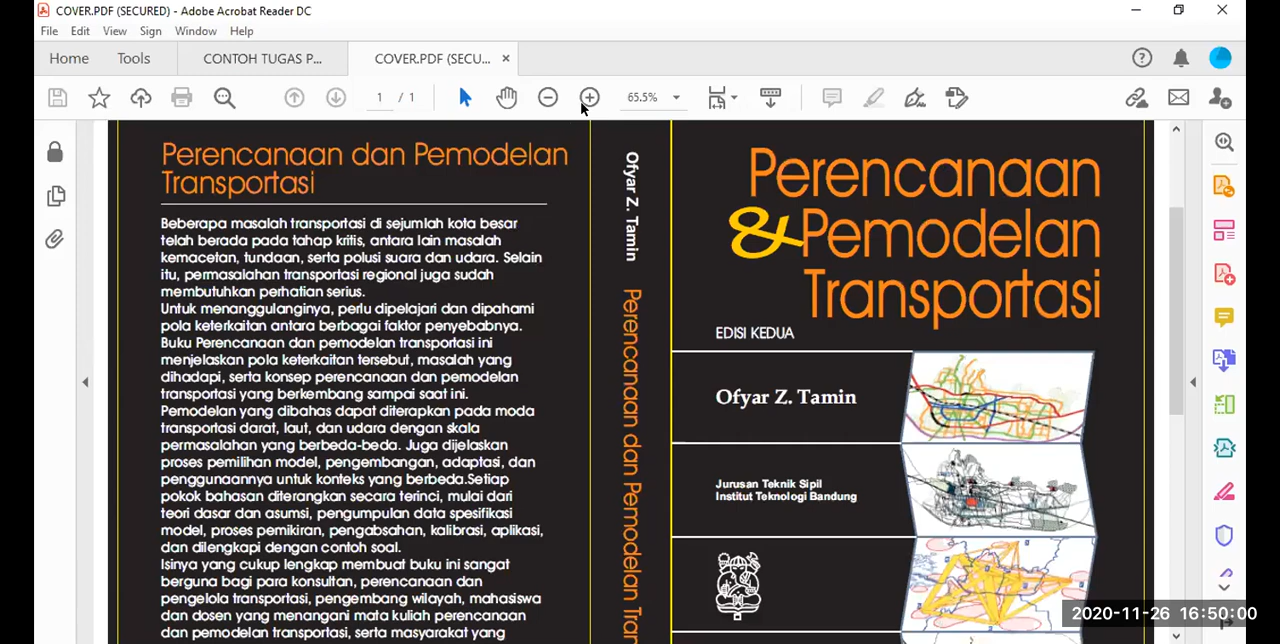 COVER.PDF (SECURED) - Adobe Acrobat Reader DC
File Edit View Sign Window Help
Home Tools CONTOH TUGAS P... COVER.PDF (SECU... ×
1 / 1 65.5%
Perencanaan dan Pemodelan
Transportasi
Beberapa masalah transportasi di sejumlah kota besar
telah berada pada tahap kritis, antara lain masalah
kemacetan, tundaan, serta polusi suara dan udara. Selain
itu, permasalahan transportasi regional juga sudah
membutuhkan perhatian serius.
Untuk menanggulanginya, perlu dipelajari dan dipahami
pola keterkaitan antara berbagai faktor penyebabnya.
Buku Perencanaan dan pemodelan transportasi ini
menjelaskan pola keterkaitan tersebut, masalah yang
dihadapi, serta konsep perencanaan dan pemodelan
transportasi yang berkembang sampai saat ini.
Pemodelan yang dibahas dapat diterapkan pada moda
transportasi darat, laut, dan udara dengan skala
permasalahan yang berbeda-beda. Juga dijelaskan
proses pemilihan model, pengembangan, adaptasi, dan
penggunaannya untuk konteks yang berbeda.Setiap
pokok bahasan diterangkan secara terinci, mulai dari
teori dasar dan asumsi, pengumpulan data spesifikasi
model, proses pemikiran, pengabsahan, kalibrasi, aplikasi,
dan dilengkapi dengan contoh soal.
Isinya yang cukup lengkap membuat buku ini sangat
berguna bagi para konsultan, perencanaan dan
pengelola transportasi, pengembang wilayah, mahasiswa
dan dosen yang menangani mata kuliah perencanaan
dan pemodelan transportasi, serta masyarakat yang
Ofyar Z. Tamin Perencanaan dan Pemodelan Tran
Perencanaan
&Pemodelan
Transportasi
EDISI KEDUA
Ofyar Z. Tamin
Jurusan Teknik Sipil
Institut Teknologi Bandung
2020-11-26 16:50:00